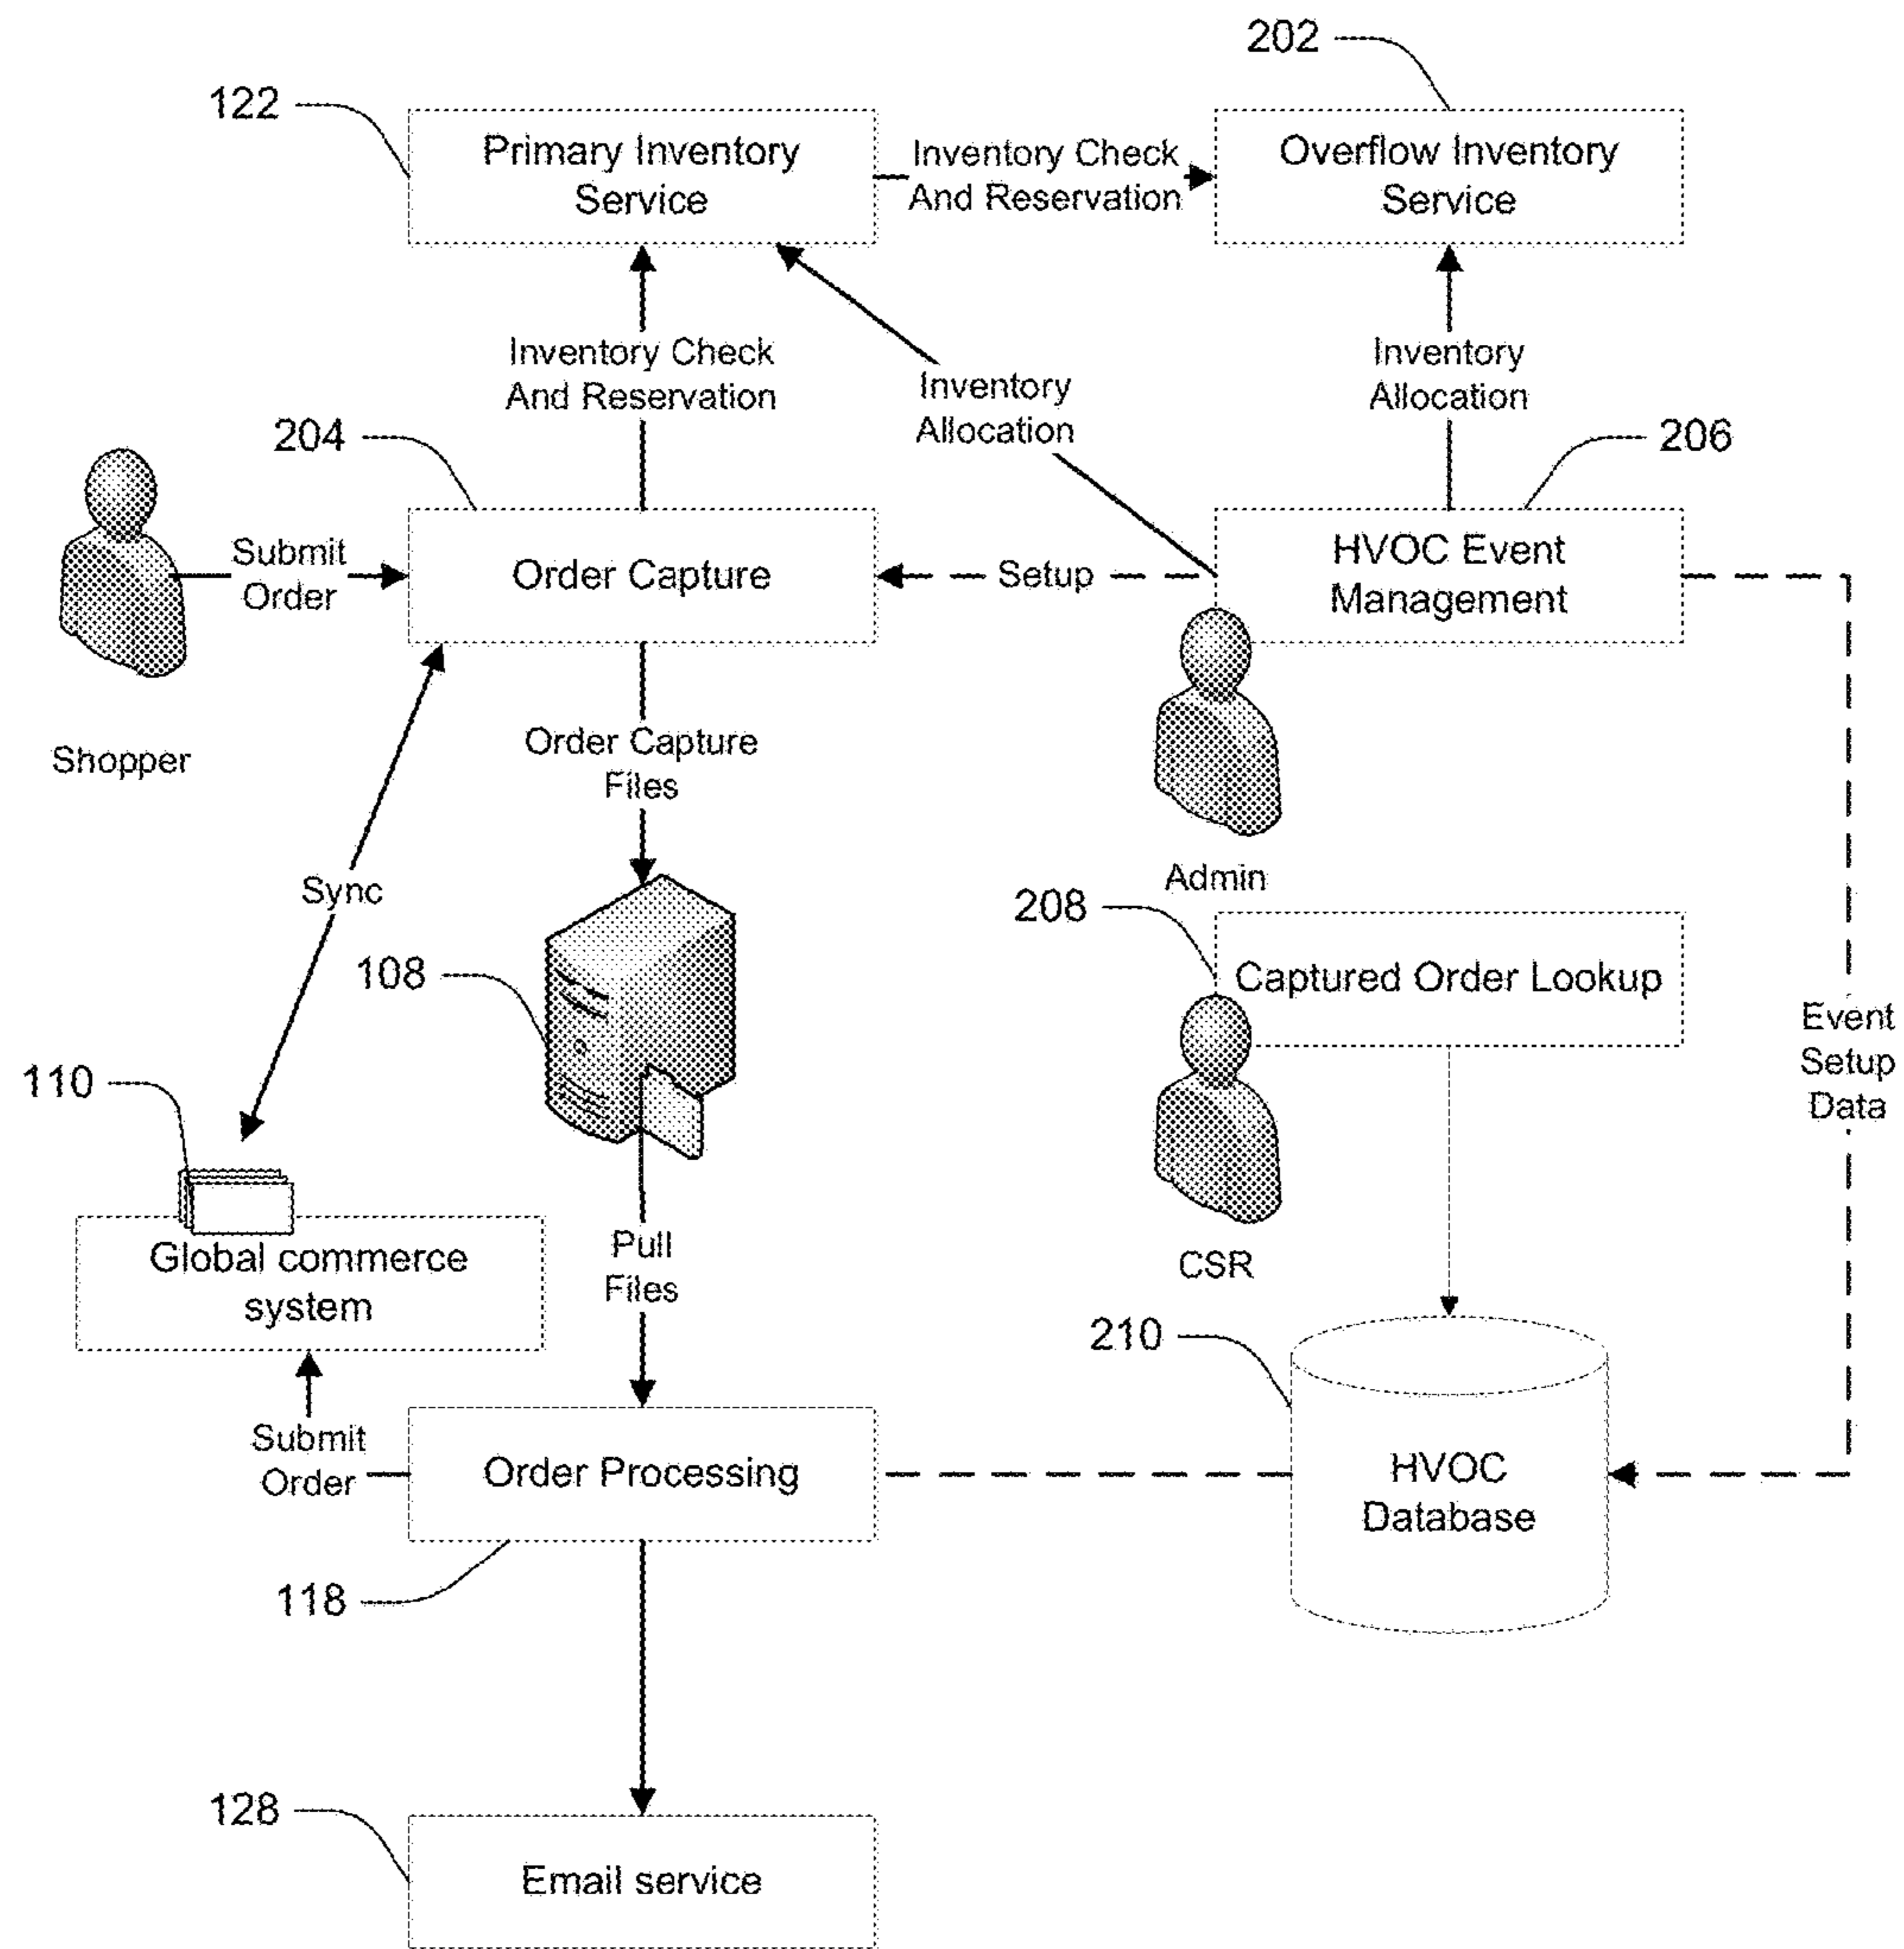 202
122
Primary Inventory
Service
Inventory Check
And Reservation
Overflow Inventory
Service
Inventory Check
And Reservation
Inventory
Allocation
Inventory
Allocation
204
206
Submit
Order
Order Capture
Setup
HVOC Event
Management
Shopper
Order Capture
Files
Admin
Sync
208
108
Captured Order Lookup
Event
Setup
Data
110
Global commerce
system
Pull
Files
CSR
210
Submit
Order
Order Processing
HVOC
Database
118
128
Email service